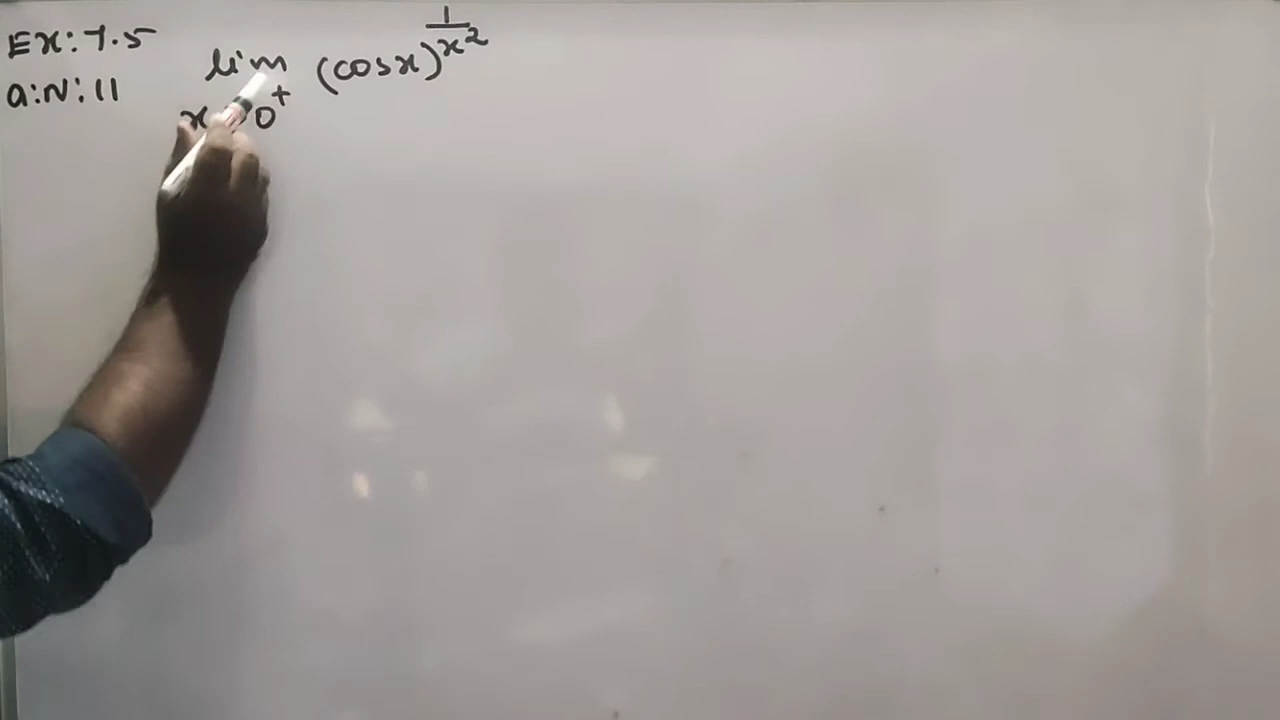 Ex: 7.5
Q:N: 11
lim (cosx)^(1/x²)
x 0⁺